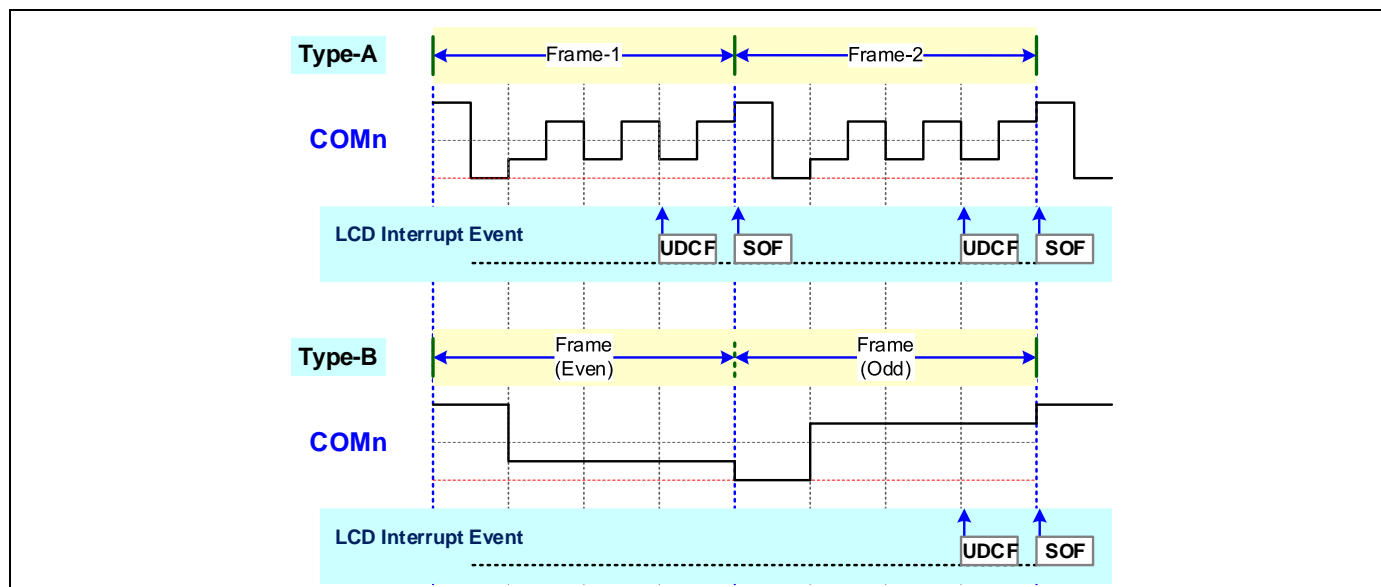 Type-A
Frame-1
Frame-2
COMn
LCD Interrupt Event
UDCF
SOF
UDCF
SOF
Type-B
Frame
(Even)
Frame
(Odd)
COMn
LCD Interrupt Event
UDCF
SOF